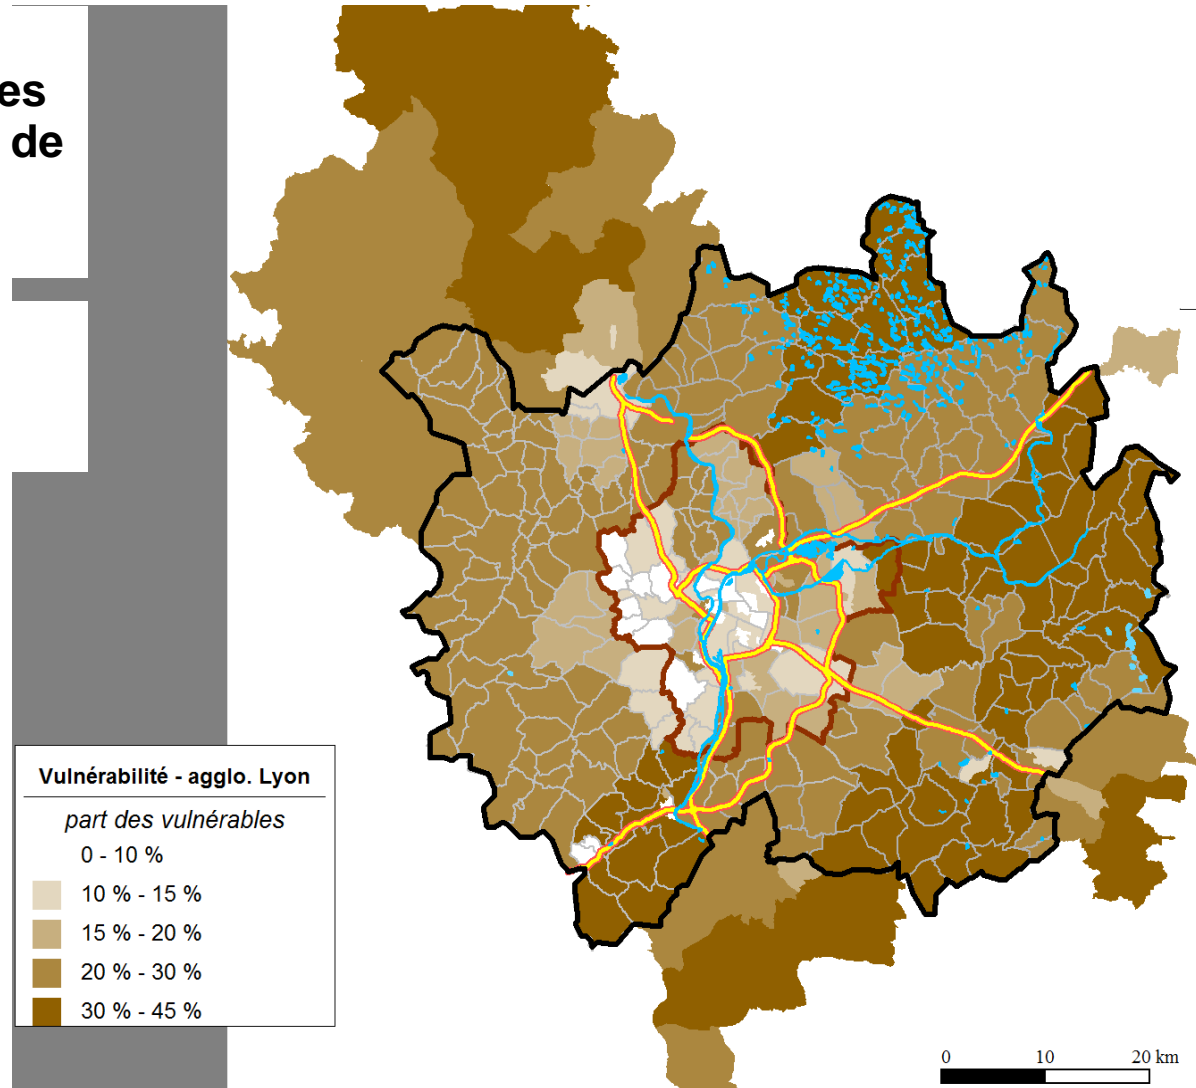 es
de
Vulnérabilité - agglo. Lyon
part des vulnérables
0 - 10 %
10 % - 15 %
15 % - 20 %
20 % - 30 %
30 % - 45 %
0 10 20 km